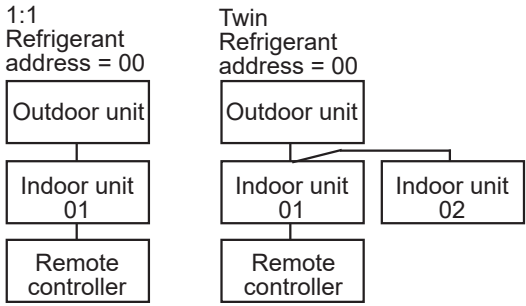 1:1
Refrigerant
address = 00
Outdoor unit
Indoor unit
01
Remote
controller
Twin
Refrigerant
address = 00
Outdoor unit
Indoor unit
01
Indoor unit
02
Remote
controller